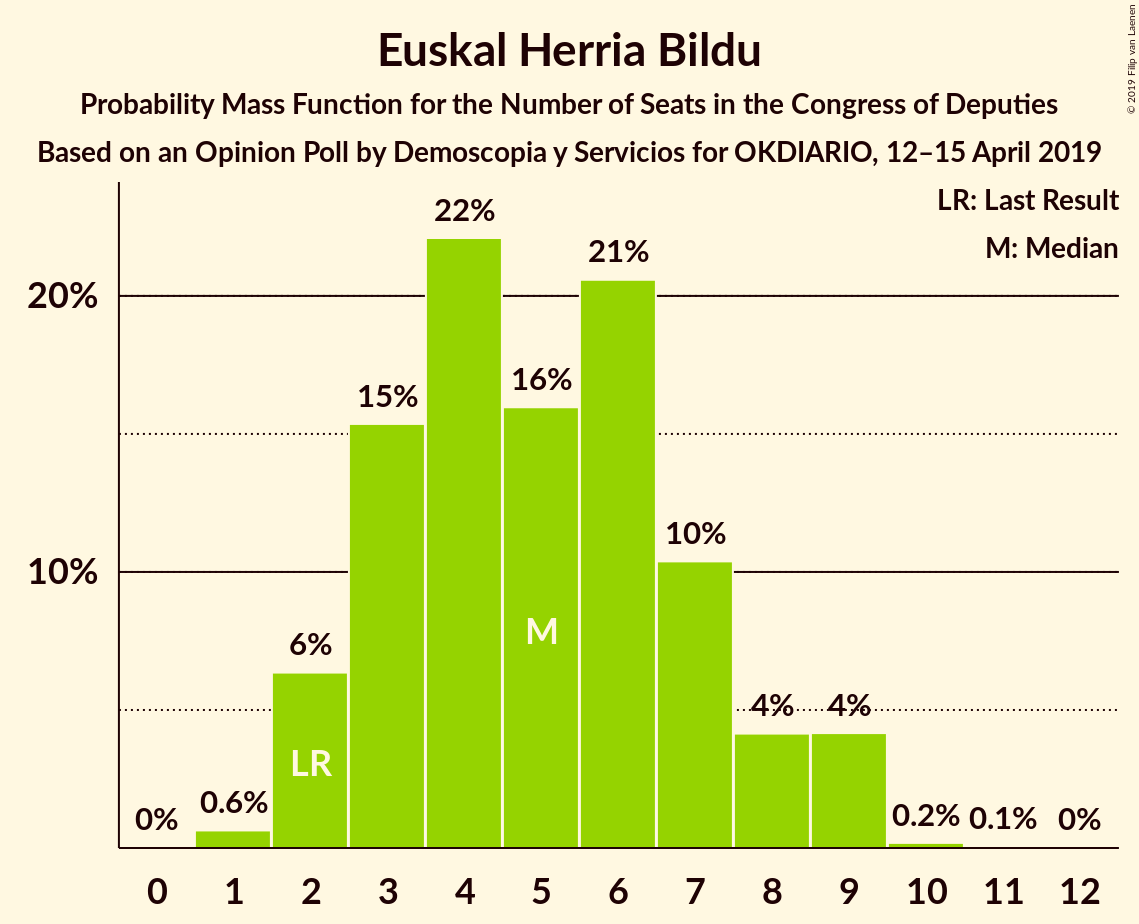 Euskal Herria Bildu
Probability Mass Function for the Number of Seats in the Congress of Deputies
Based on an Opinion Poll by Demoscopia y Servicios for OKDIARIO, 12–15 April 2019
© 2019 Filip van Laenen
LR: Last Result
M: Median
20%
10%
0%
0.6%
6%
15%
22%
16%
21%
10%
4%
4%
0.2%
0.1%
0%
LR
M
0 1 2 3 4 5 6 7 8 9 10 11 12